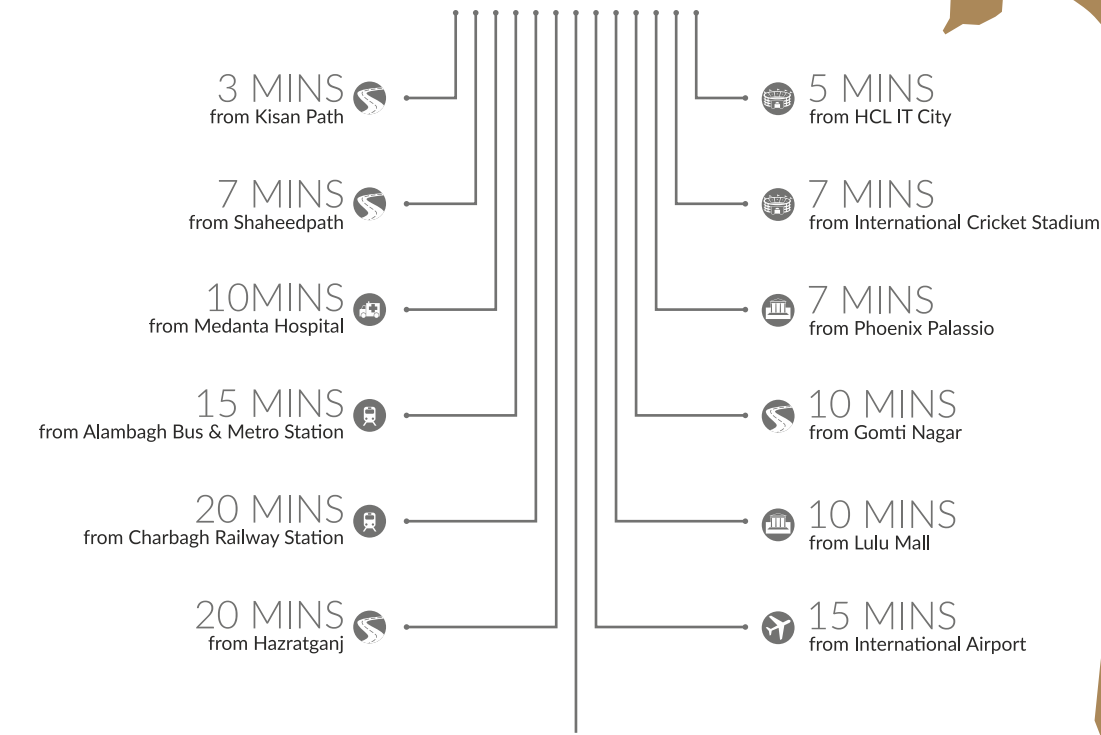 3 MINS
from Kisan Path
7 MINS
from Shaheedpath
10MINS
from Medanta Hospital
15 MINS
from Alambagh Bus & Metro Station
20 MINS
from Charbagh Railway Station
20 MINS
from Hazratganj
5 MINS
from HCL IT City
7 MINS
from International Cricket Stadium
7 MINS
from Phoenix Palassio
10 MINS
from Gomti Nagar
10 MINS
from Lulu Mall
15 MINS
from International Airport